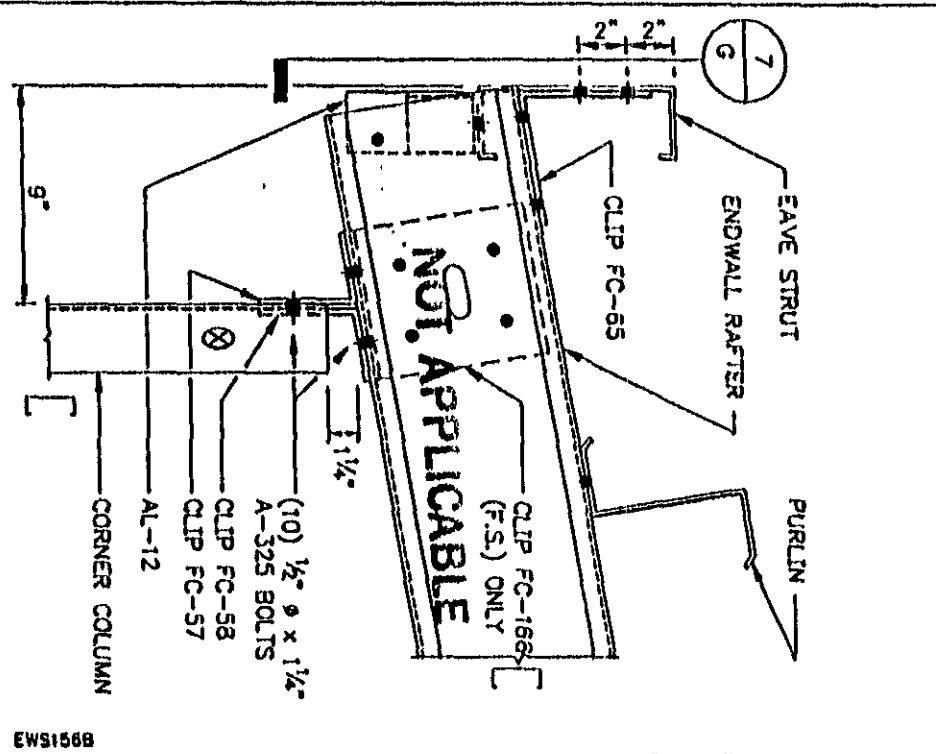 2" 2"
7
G
9"
EAVE STRUT
ENDWALL RAFTER
CLIP FC-65
PURLIN
NOT APPLICABLE
CLIP FC-166
(F.S.) ONLY
1¼"
(10) ½" ø x 1¼"
A-325 BOLTS
CLIP FC-58
CLIP FC-57
AL-12
CORNER COLUMN
EWS156B